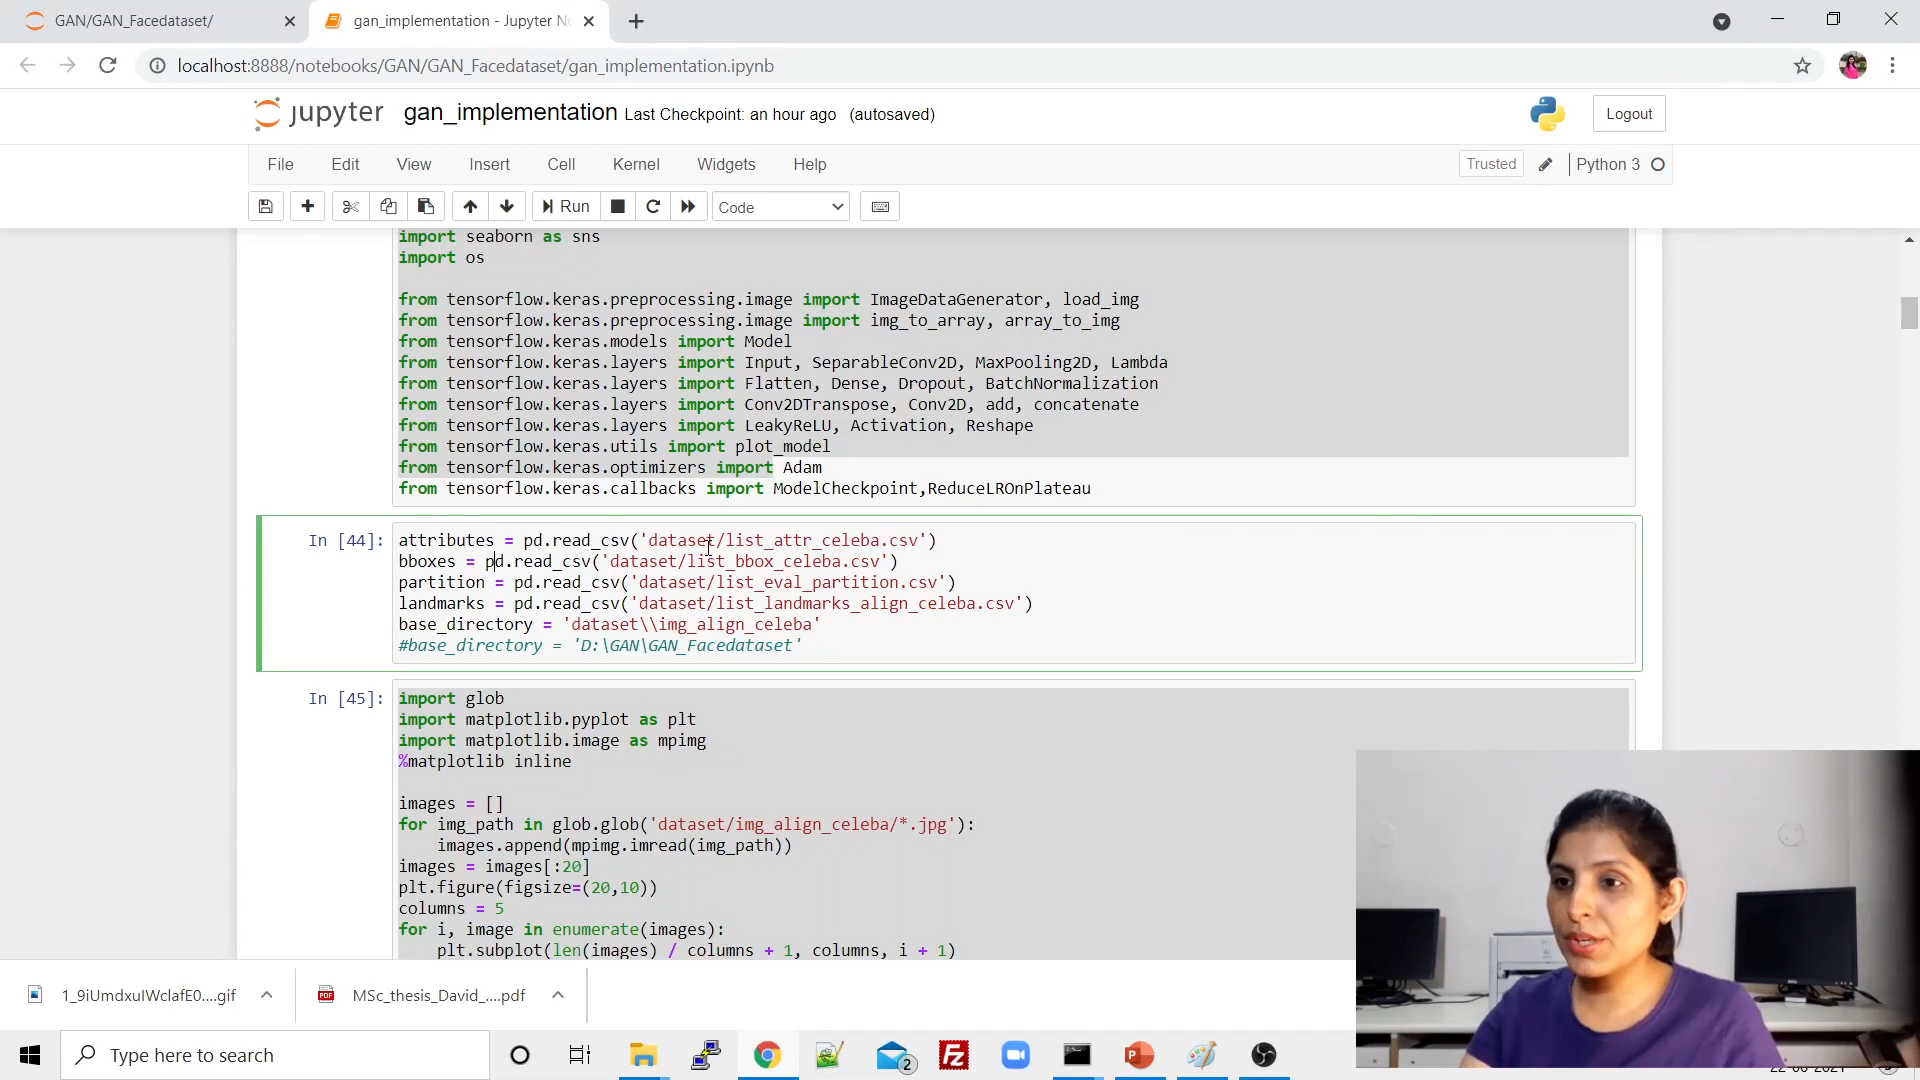 GAN/GAN_Facedataset/
gan_implementation - Jupyter No
localhost:8888/notebooks/GAN/GAN_Facedataset/gan_implementation.ipynb
jupyter gan_implementation Last Checkpoint: an hour ago (autosaved)
Logout
File Edit View Insert Cell Kernel Widgets Help
Trusted Python 3
Run Code
import seaborn as sns
import os
from tensorflow.keras.preprocessing.image import ImageDataGenerator, load_img
from tensorflow.keras.preprocessing.image import img_to_array, array_to_img
from tensorflow.keras.models import Model
from tensorflow.keras.layers import Input, SeparableConv2D, MaxPooling2D, Lambda
from tensorflow.keras.layers import Flatten, Dense, Dropout, BatchNormalization
from tensorflow.keras.layers import Conv2DTranspose, Conv2D, add, concatenate
from tensorflow.keras.layers import LeakyReLU, Activation, Reshape
from tensorflow.keras.utils import plot_model
from tensorflow.keras.optimizers import Adam
from tensorflow.keras.callbacks import ModelCheckpoint,ReduceLROnPlateau
In [44]: attributes = pd.read_csv('dataset/list_attr_celeba.csv')
bboxes = pd.read_csv('dataset/list_bbox_celeba.csv')
partition = pd.read_csv('dataset/list_eval_partition.csv')
landmarks = pd.read_csv('dataset/list_landmarks_align_celeba.csv')
base_directory = 'dataset\\img_align_celeba'
#base_directory = 'D:\GAN\GAN_Facedataset'
In [45]: import glob
import matplotlib.pyplot as plt
import matplotlib.image as mpimg
%matplotlib inline
images = []
for img_path in glob.glob('dataset/img_align_celeba/*.jpg'):
images.append(mpimg.imread(img_path))
images = images[:20]
plt.figure(figsize=(20,10))
columns = 5
for i, image in enumerate(images):
plt.subplot(len(images) / columns + 1, columns, i + 1)
1_9iUmdxuIWclafE0....gif
PDF MSc_thesis_David_....pdf
Type here to search
2